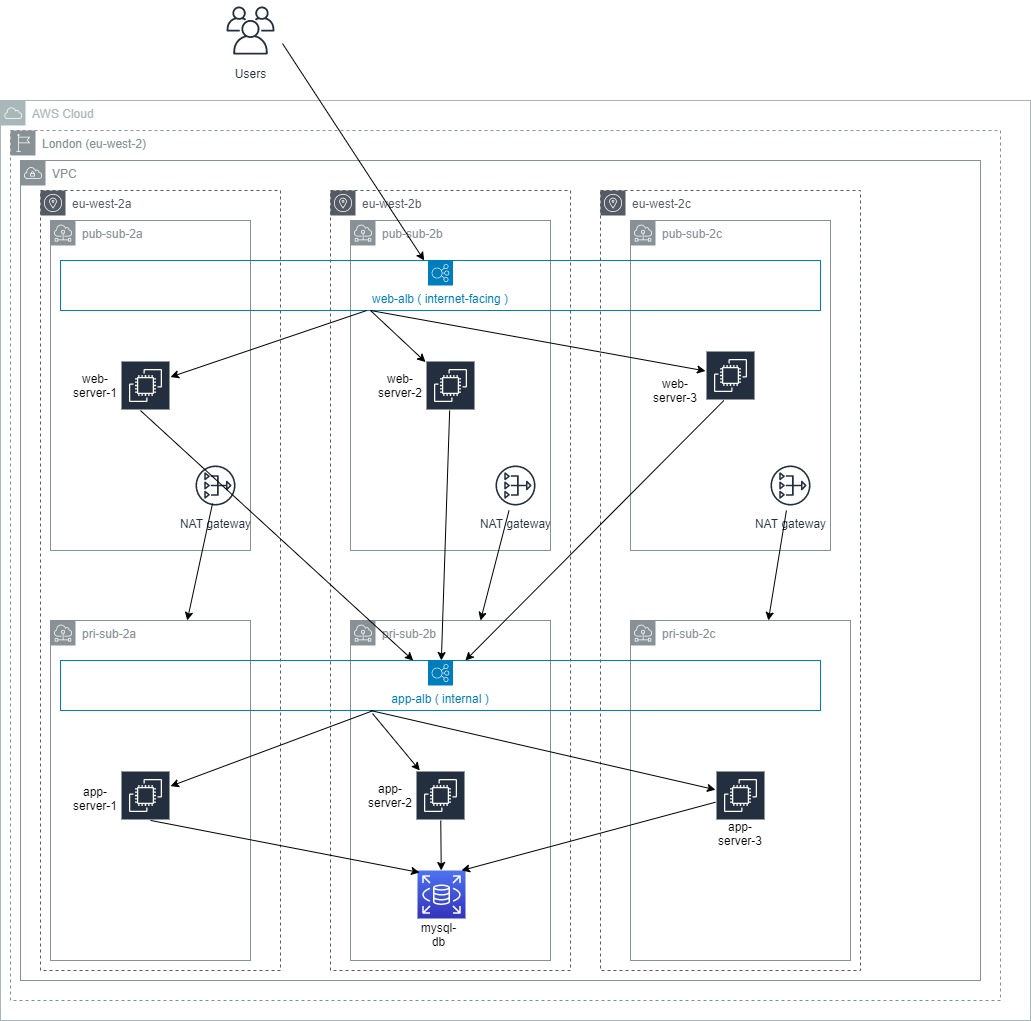 Users
AWS Cloud
London (eu-west-2)
VPC
eu-west-2a
eu-west-2b
eu-west-2c
pub-sub-2a
pub-sub-2b
pub-sub-2c
web-alb ( internet-facing )
web-
server-1
web-
server-2
web-
server-3
NAT gateway
NAT gateway
NAT gateway
pri-sub-2a
pri-sub-2b
pri-sub-2c
app-alb ( internal )
app-
server-1
app-
server-2
app-
server-3
mysql-
db